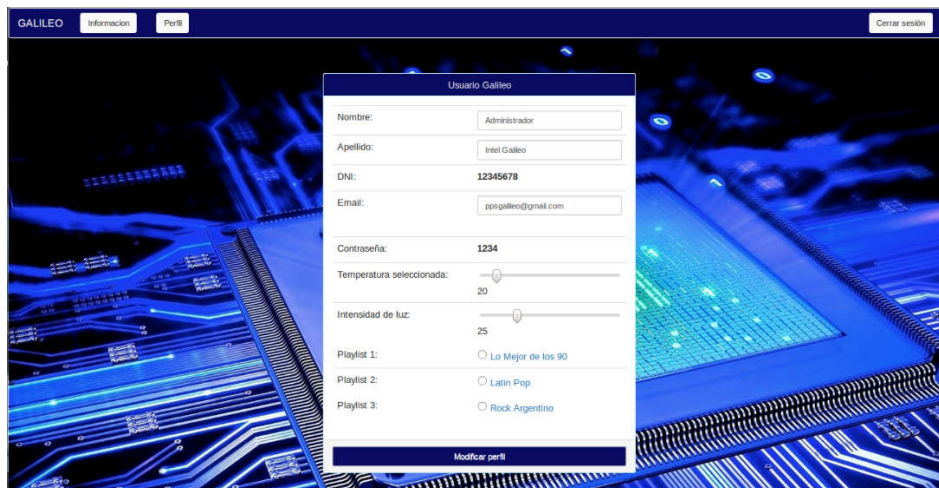 GALILEO Informacion Perfil Cerrar sesión
Usuario Galileo
Nombre: Administrador
Apellido: Intel Galileo
DNI: 12345678
Email: ppsgalileo@gmail.com
Contraseña: 1234
Temperatura seleccionada:
20
Intensidad de luz:
25
Playlist 1: Lo Mejor de los 90
Playlist 2: Latin Pop
Playlist 3: Rock Argentino
Modificar perfil